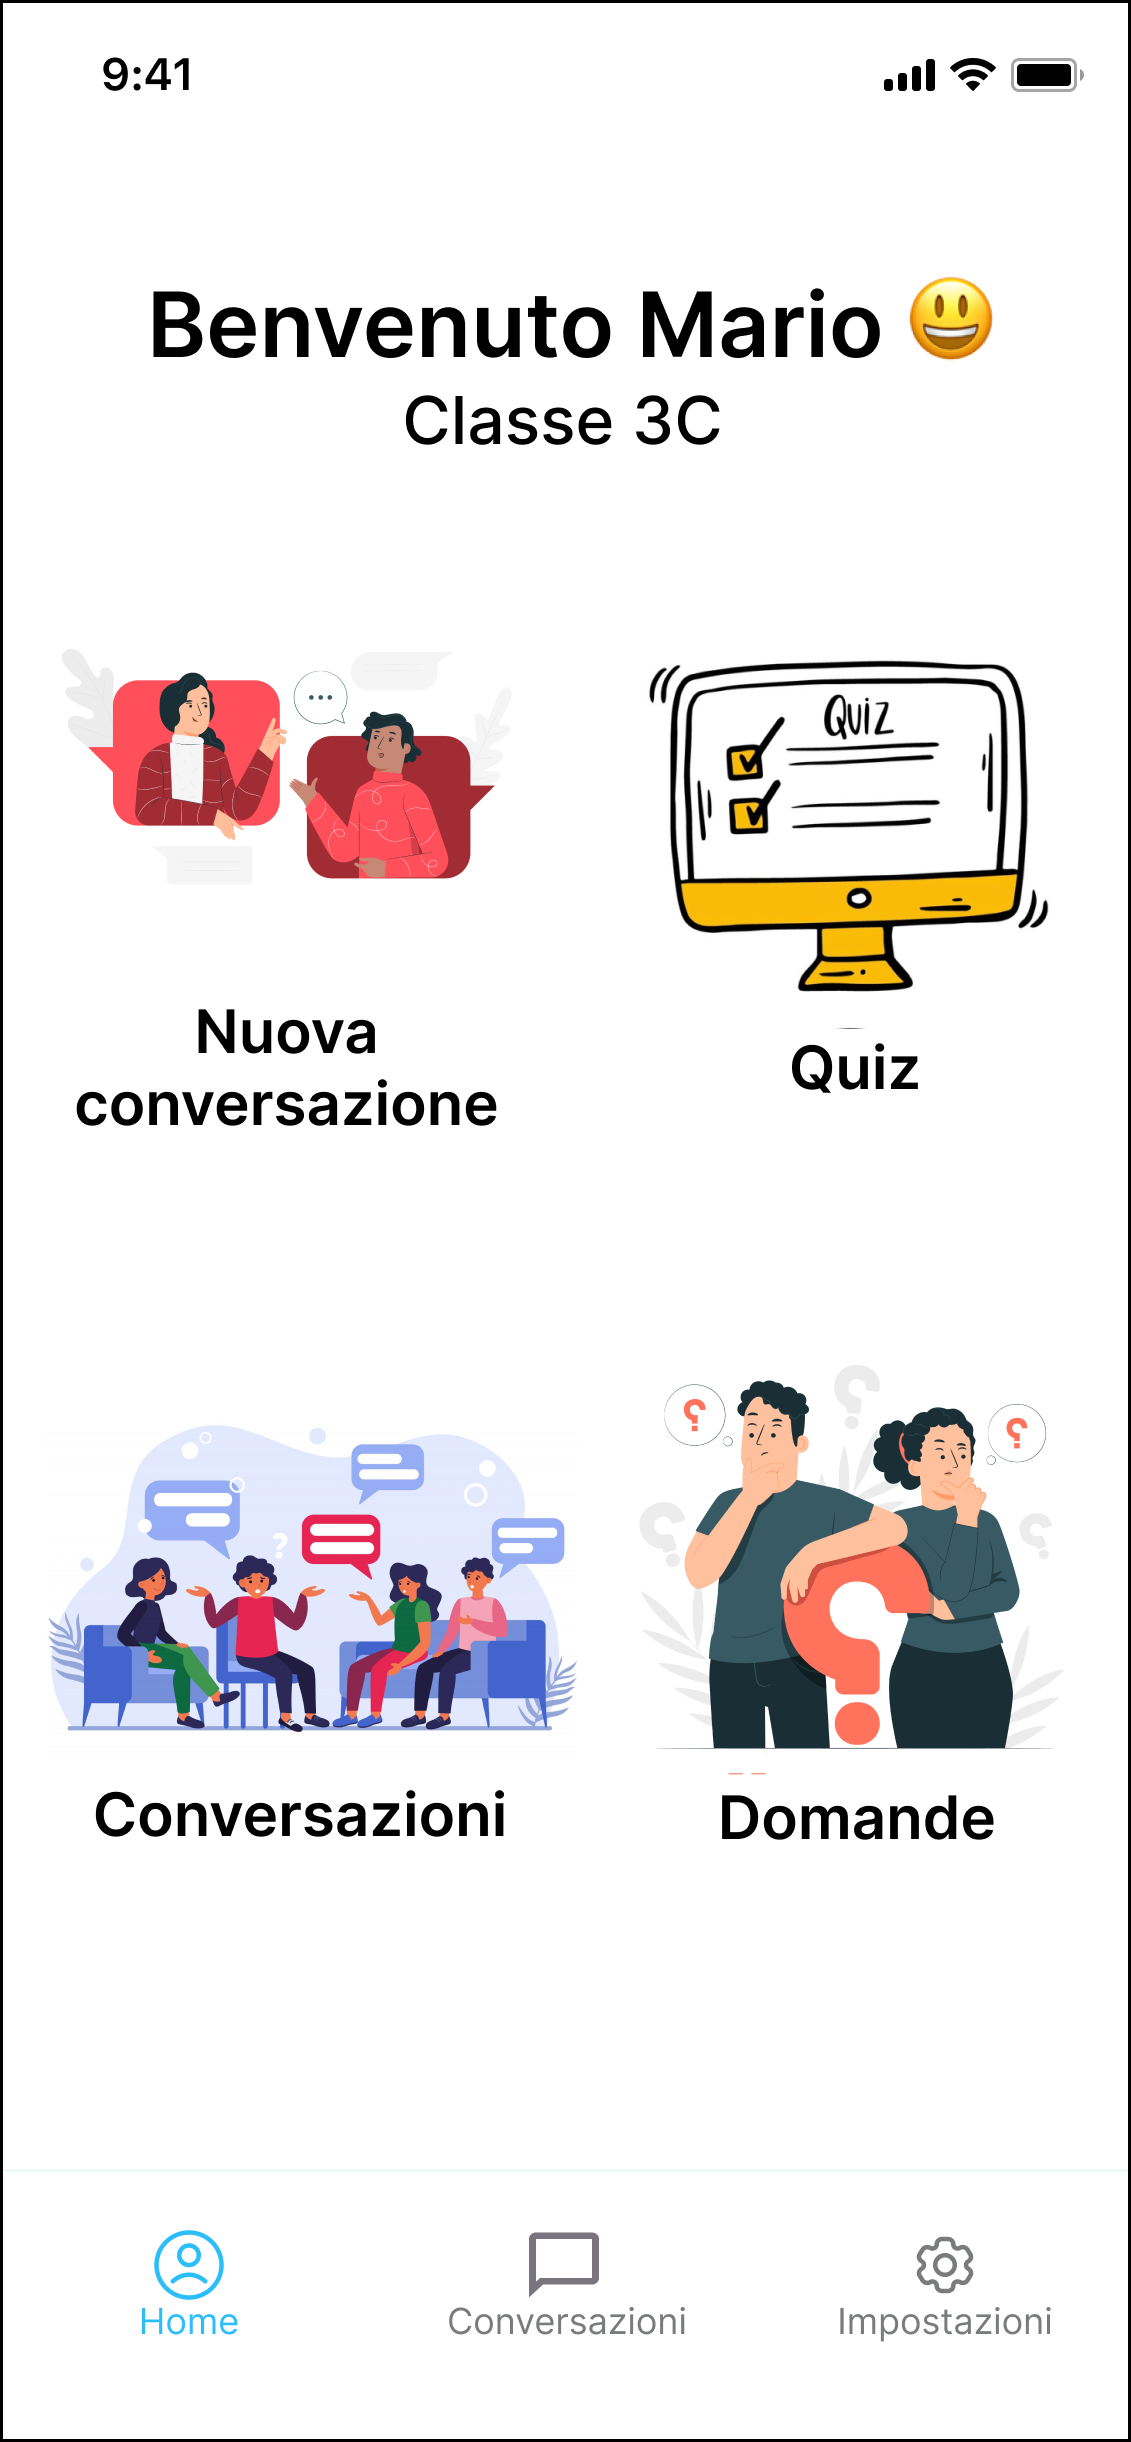 9:41
Benvenuto Mario 😃
Classe 3C
QUIZ
Nuova
conversazione
Quiz
?
? ?
?
Conversazioni
Domande
Home
Conversazioni
Impostazioni